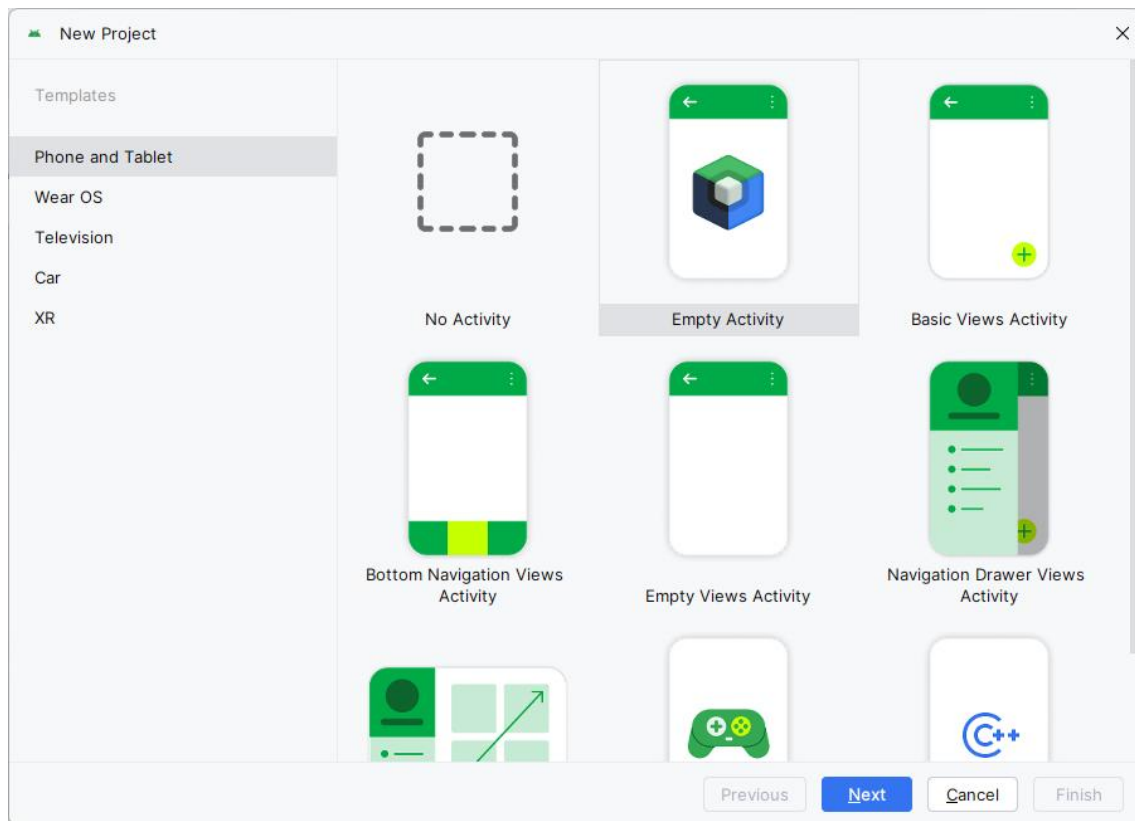 New Project
Templates
Phone and Tablet
Wear OS
Television
Car
XR
No Activity
Empty Activity
Basic Views Activity
Bottom Navigation Views
Activity
Empty Views Activity
Navigation Drawer Views
Activity
C++
Previous
Next
Cancel
Finish